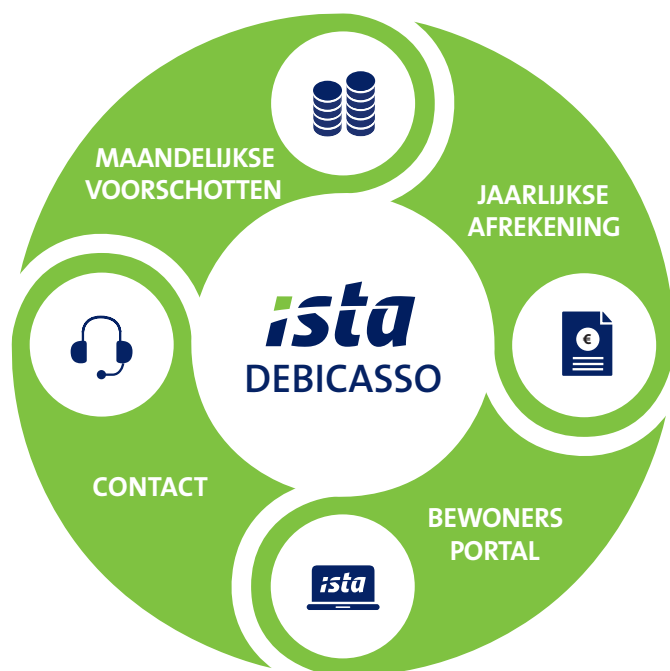 MAANDELIJKSE
VOORSCHOTTEN
JAARLIJKSE
AFREKENING
€
ista
DEBICASSO
CONTACT
BEWONERS
PORTAL
ista